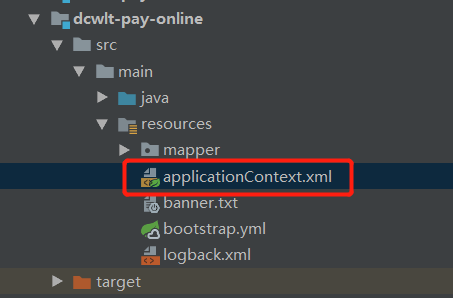 dcwlt-pay-online
src
main
java
resources
mapper
applicationContext.xml
banner.txt
bootstrap.yml
logback.xml
target